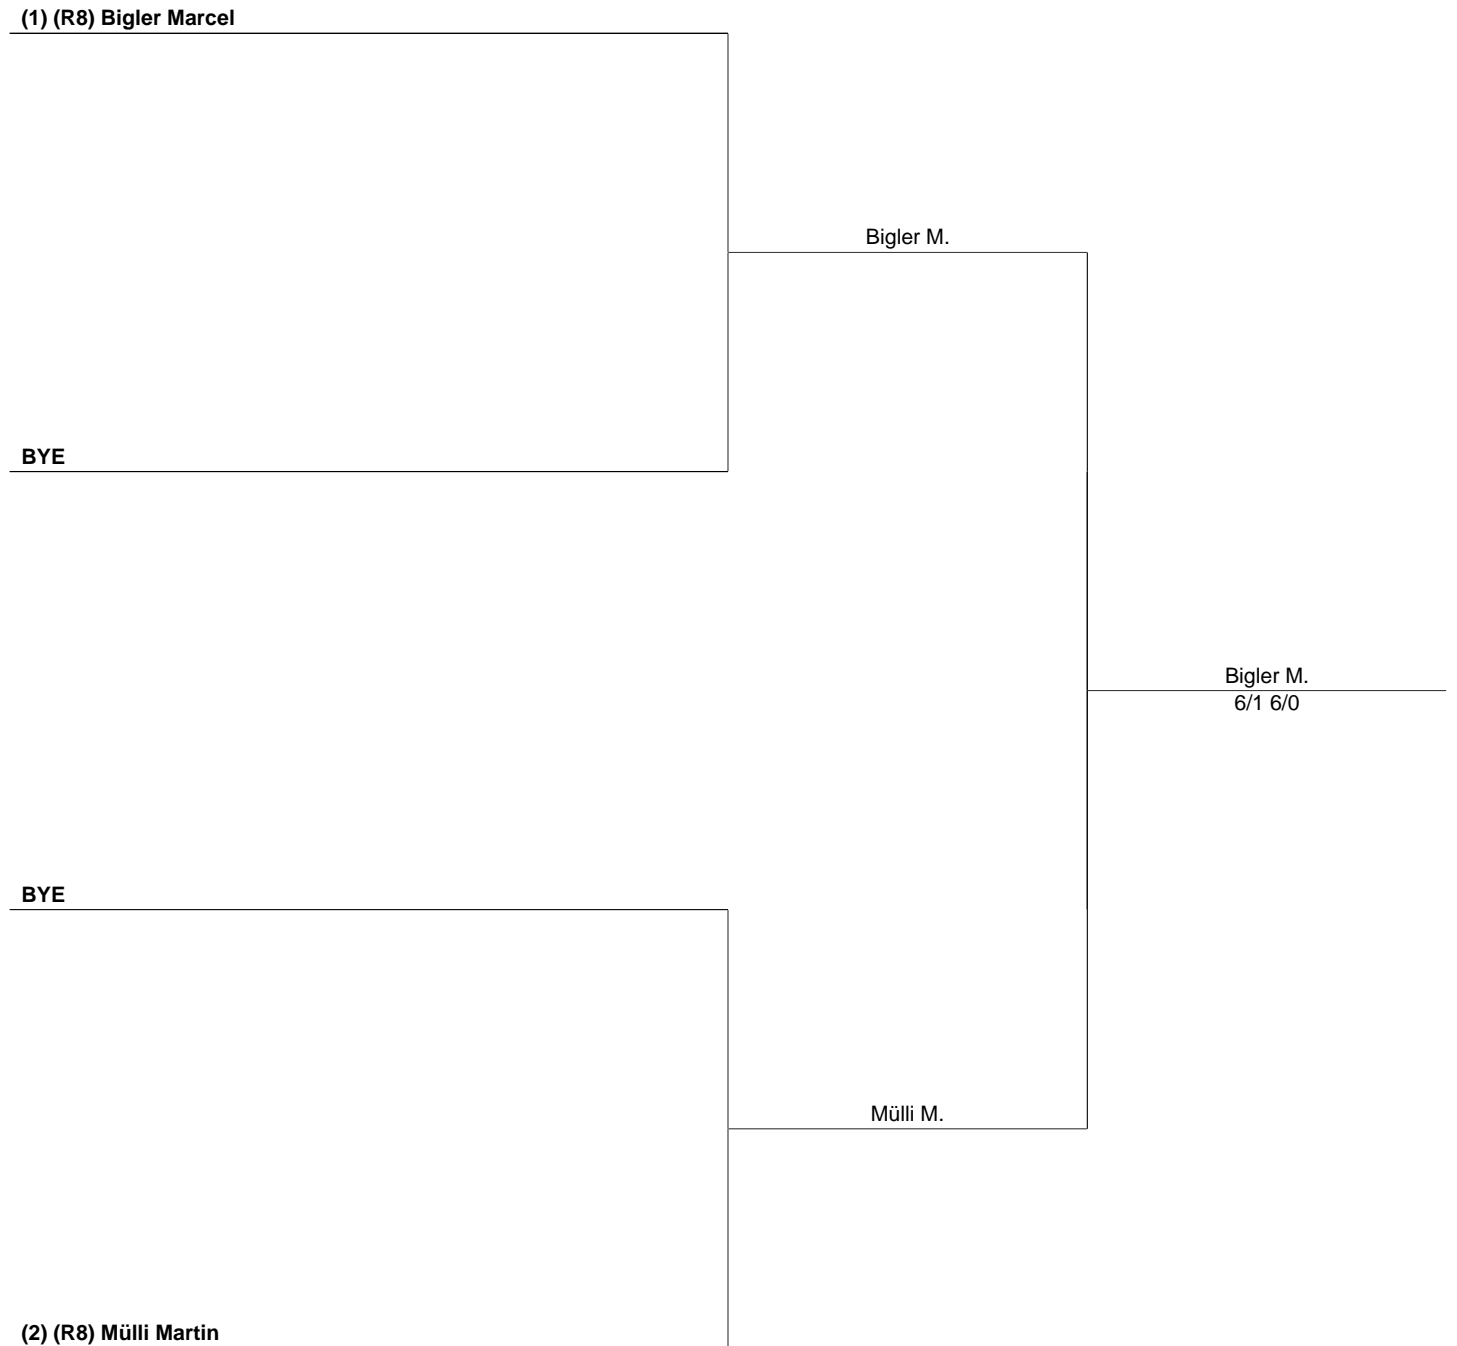 (1) (R8) Bigler Marcel
Bigler M.
BYE
Bigler M.
6/1 6/0
BYE
Mülli M.
(2) (R8) Mülli Martin